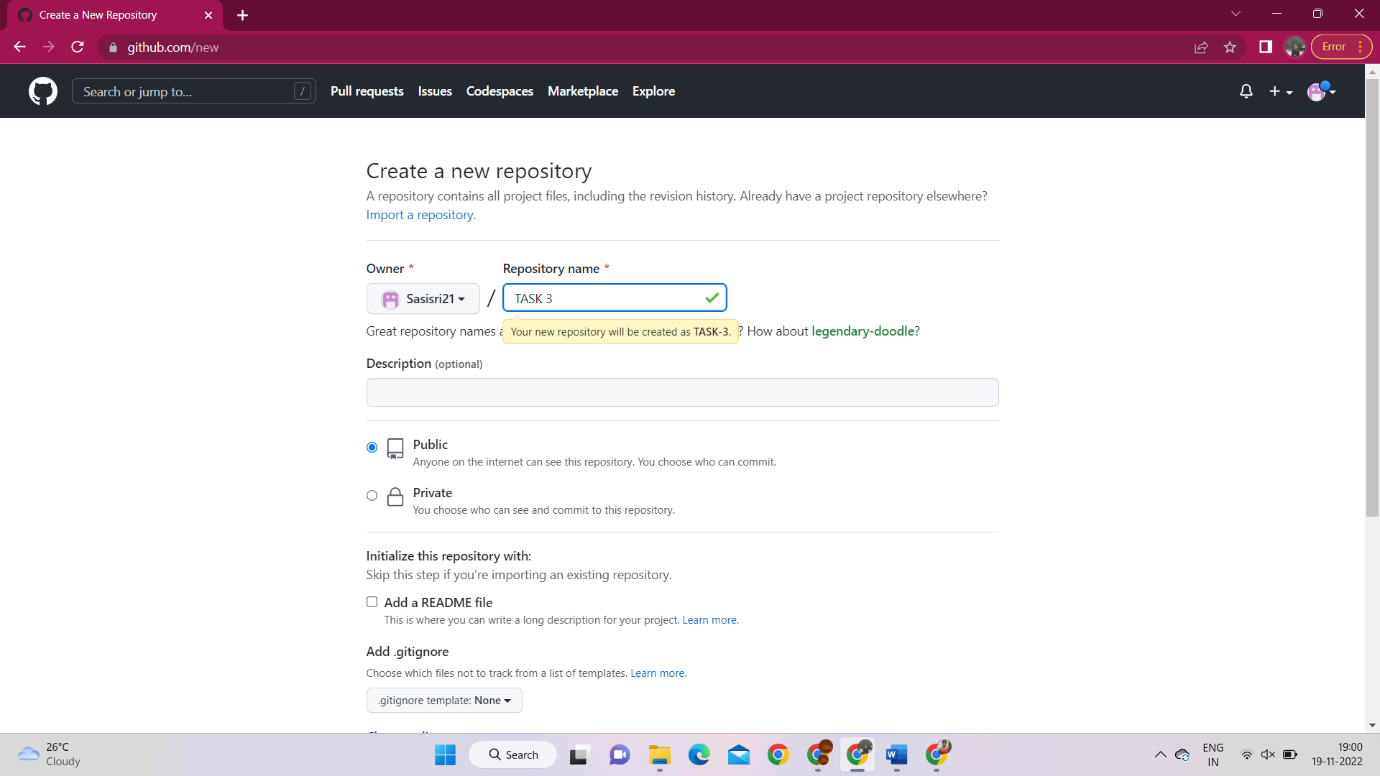 Create a New Repository
github.com/new
Error
Search or jump to...
/
Pull requests Issues Codespaces Marketplace Explore
Create a new repository
A repository contains all project files, including the revision history. Already have a project repository elsewhere?
Import a repository.
Owner *
Repository name *
Sasisri21
/
TASK 3
Great repository names a
Your new repository will be created as TASK-3.
? How about legendary-doodle?
Description (optional)
Public
Anyone on the internet can see this repository. You choose who can commit.
Private
You choose who can see and commit to this repository.
Initialize this repository with:
Skip this step if you're importing an existing repository.
Add a README file
This is where you can write a long description for your project. Learn more.
Add .gitignore
Choose which files not to track from a list of templates. Learn more.
.gitignore template: None
26°C
Cloudy
Search
ENG
IN
19:00
19-11-2022